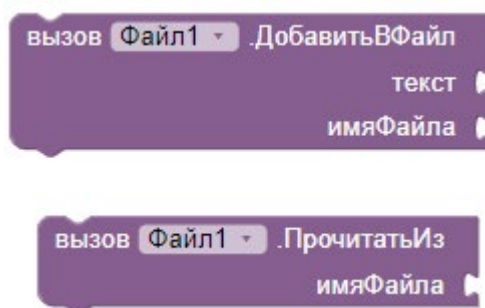 вызов Файл1 .ДобавитьВФайл
текст
имяФайла
вызов Файл1 .ПрочитатьИз
имяФайла